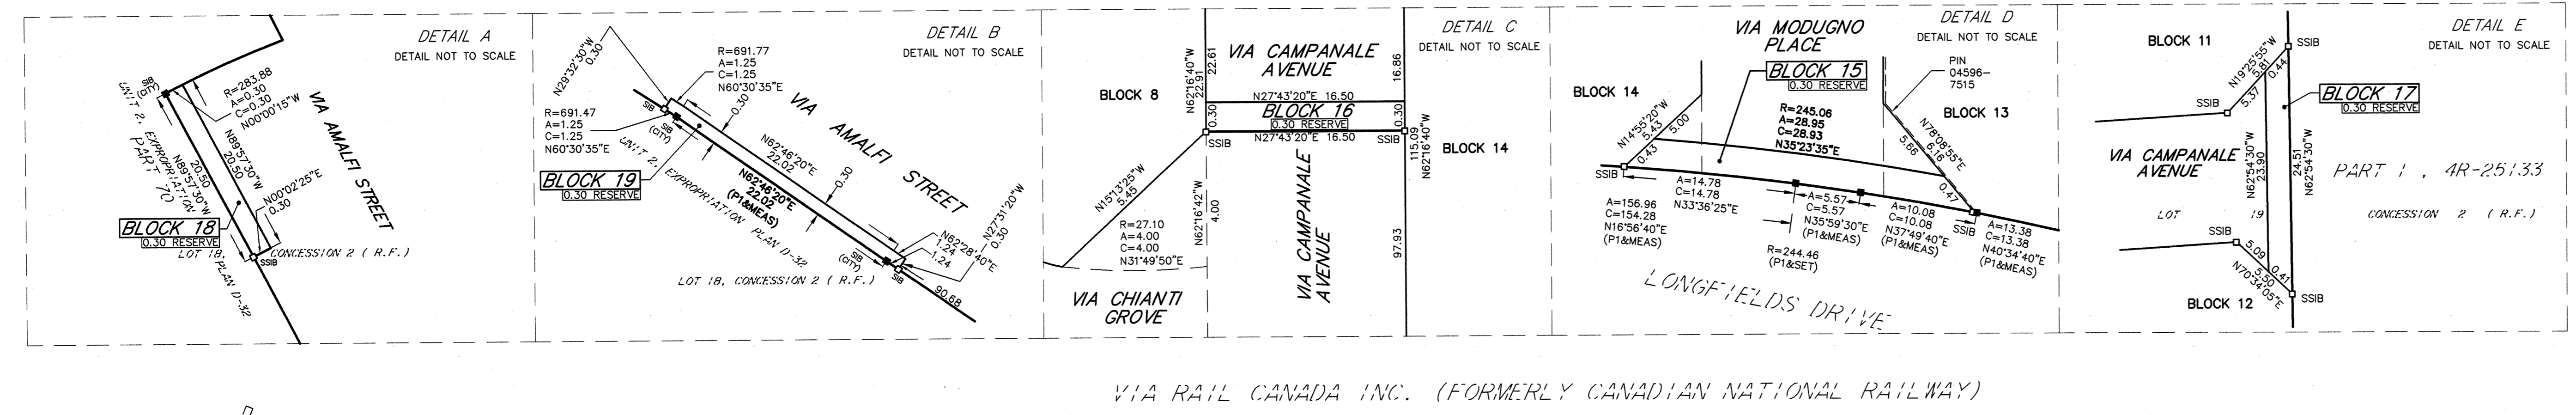 DETAIL A
DETAIL NOT TO SCALE
SIB
(CITY)
R=283.88
A=0.30
C=0.30
N00°00'15"W
VIA AMALFI STREET
N89°57'30"W
20.50
20.50
N89°57'30"W
UNIT 2, EXPROPRIATION
PART 7C)
PLAN D-32
N00°02'25"E
0.30
BLOCK 18
0.30 RESERVE
SSIB
LOT 18, CONCESSION 2 ( R.F.)
DETAIL B
DETAIL NOT TO SCALE
N29°32'30"W
0.30
R=691.77
A=1.25
C=1.25
N60°30'35"E
0.30
SIB
SIB
(CITY)
R=691.47
A=1.25
C=1.25
N60°30'35"E
VIA AMALFI STREET
N62°46'20"E
22.02
0.30
N62°46'20"E
22.02
(P1&MEAS)
UNIT 2, EXPROPRIATION PLAN D-32
BLOCK 19
0.30 RESERVE
N27°31'20"W
0.30
N62°28'40"E
1.24
1.24
SIB
(CITY)
SIB
90.68
LOT 18, CONCESSION 2 ( R.F.)
DETAIL C
DETAIL NOT TO SCALE
BLOCK 8
N62°16'40"W
22.91
22.61
VIA CAMPANALE
AVENUE
16.86
N27°43'20"E 16.50
0.30
BLOCK 16
0.30 RESERVE
0.30
N27°43'20"E 16.50
SSIB
SSIB
115.09
N62°16'40"W
BLOCK 14
N15°13'25"W
5.45
R=27.10
A=4.00
C=4.00
N31°49'50"E
N62°16'42"W
4.00
VIA CAMPANALE
AVENUE
97.93
VIA CHIANTI
GROVE
DETAIL D
DETAIL NOT TO SCALE
VIA MODUGNO
PLACE
BLOCK 14
BLOCK 15
0.30 RESERVE
PIN
04596-
7515
BLOCK 13
N14°55'20"W
5.43
5.00
0.43
R=245.06
A=28.95
C=28.93
N35°23'35"E
N78°08'55"E
6.16
5.66
0.47
SSIB
A=14.78
C=14.78
N33°36'25"E
A=156.96
C=154.28
N16°56'40"E
(P1&MEAS)
A=5.57
C=5.57
N35°59'30"E
(P1&MEAS)
R=244.46
(P1&SET)
A=10.08
C=10.08
N37°49'40"E
(P1&MEAS)
SSIB
A=13.38
C=13.38
N40°34'40"E
(P1&MEAS)
LONGFIELDS DRIVE
DETAIL E
DETAIL NOT TO SCALE
BLOCK 11
SSIB
N19°25'55"W
5.81
5.37
0.44
SSIB
BLOCK 17
0.30 RESERVE
VIA CAMPANALE
AVENUE
N62°54'30"W
23.90
24.51
N62°54'30"W
PART 1, 4R-25133
LOT 19 CONCESSION 2 ( R.F.)
SSIB
5.09
0.41
5.50
N70°34'05"E
SSIB
BLOCK 12
VIA RAIL CANADA INC. (FORMERLY CANADIAN NATIONAL RAILWAY)